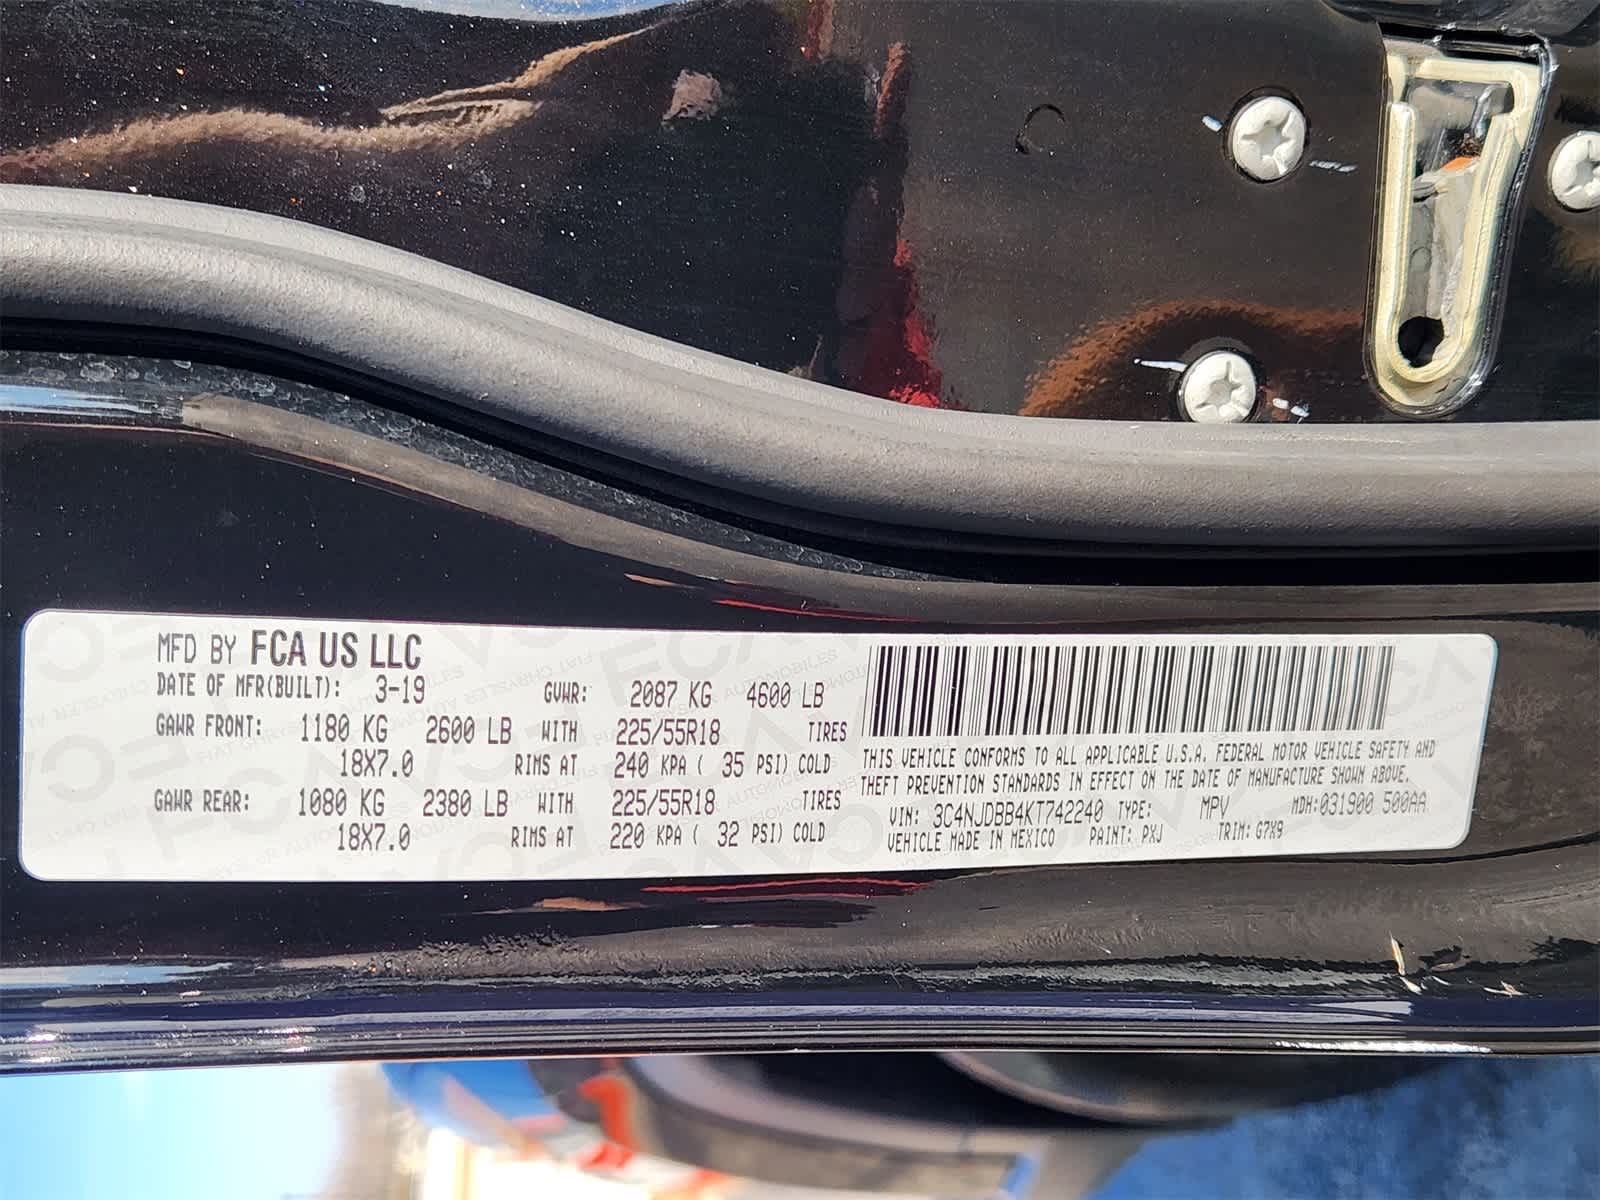 MFD BY FCA US LLC
DATE OF MFR(BUILT): 3-19 GVWR: 2087 KG 4600 LB
GAWR FRONT: 1180 KG 2600 LB WITH 225/55R18 TIRES
18X7.0 RIMS AT 240 KPA ( 35 PSI) COLD
GAWR REAR: 1080 KG 2380 LB WITH 225/55R18 TIRES
18X7.0 RIMS AT 220 KPA ( 32 PSI) COLD
THIS VEHICLE CONFORMS TO ALL APPLICABLE U.S.A. FEDERAL MOTOR VEHICLE SAFETY AND
THEFT PREVENTION STANDARDS IN EFFECT ON THE DATE OF MANUFACTURE SHOWN ABOVE.
VIN: 3C4NJDBB4KT742240 TYPE: MPV MDH:031900 500AA
VEHICLE MADE IN MEXICO PAINT: PXJ TRIM: G7X9